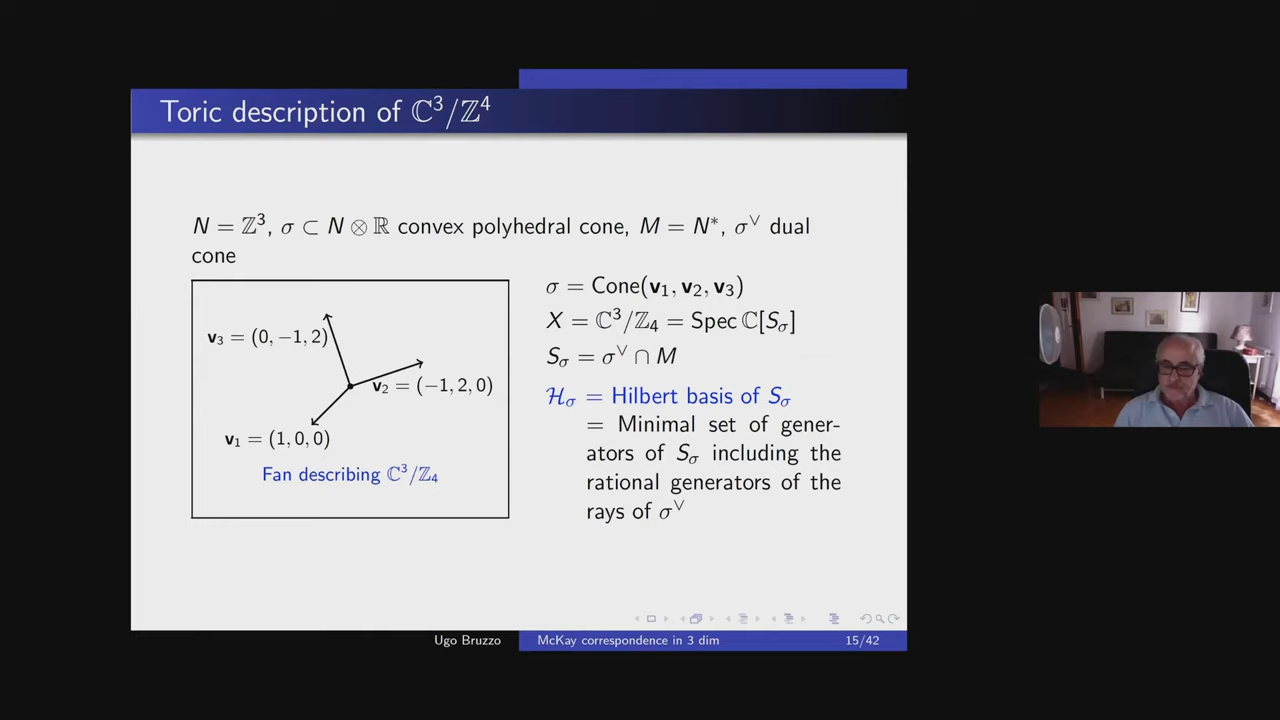 Toric description of ℂ³/ℤ⁴
N = ℤ³, σ ⊂ N ⊗ ℝ convex polyhedral cone, M = N*, σ^∨ dual
cone
v₃ = (0, −1, 2)
v₂ = (−1, 2, 0)
v₁ = (1, 0, 0)
Fan describing ℂ³/ℤ₄
σ = Cone(v₁, v₂, v₃)
X = ℂ³/ℤ₄ = Spec ℂ[S_σ]
S_σ = σ^∨ ∩ M
ℋ_σ = Hilbert basis of S_σ
= Minimal set of gener-
ators of S_σ including the
rational generators of the
rays of σ^∨
Ugo Bruzzo McKay correspondence in 3 dim 15/42